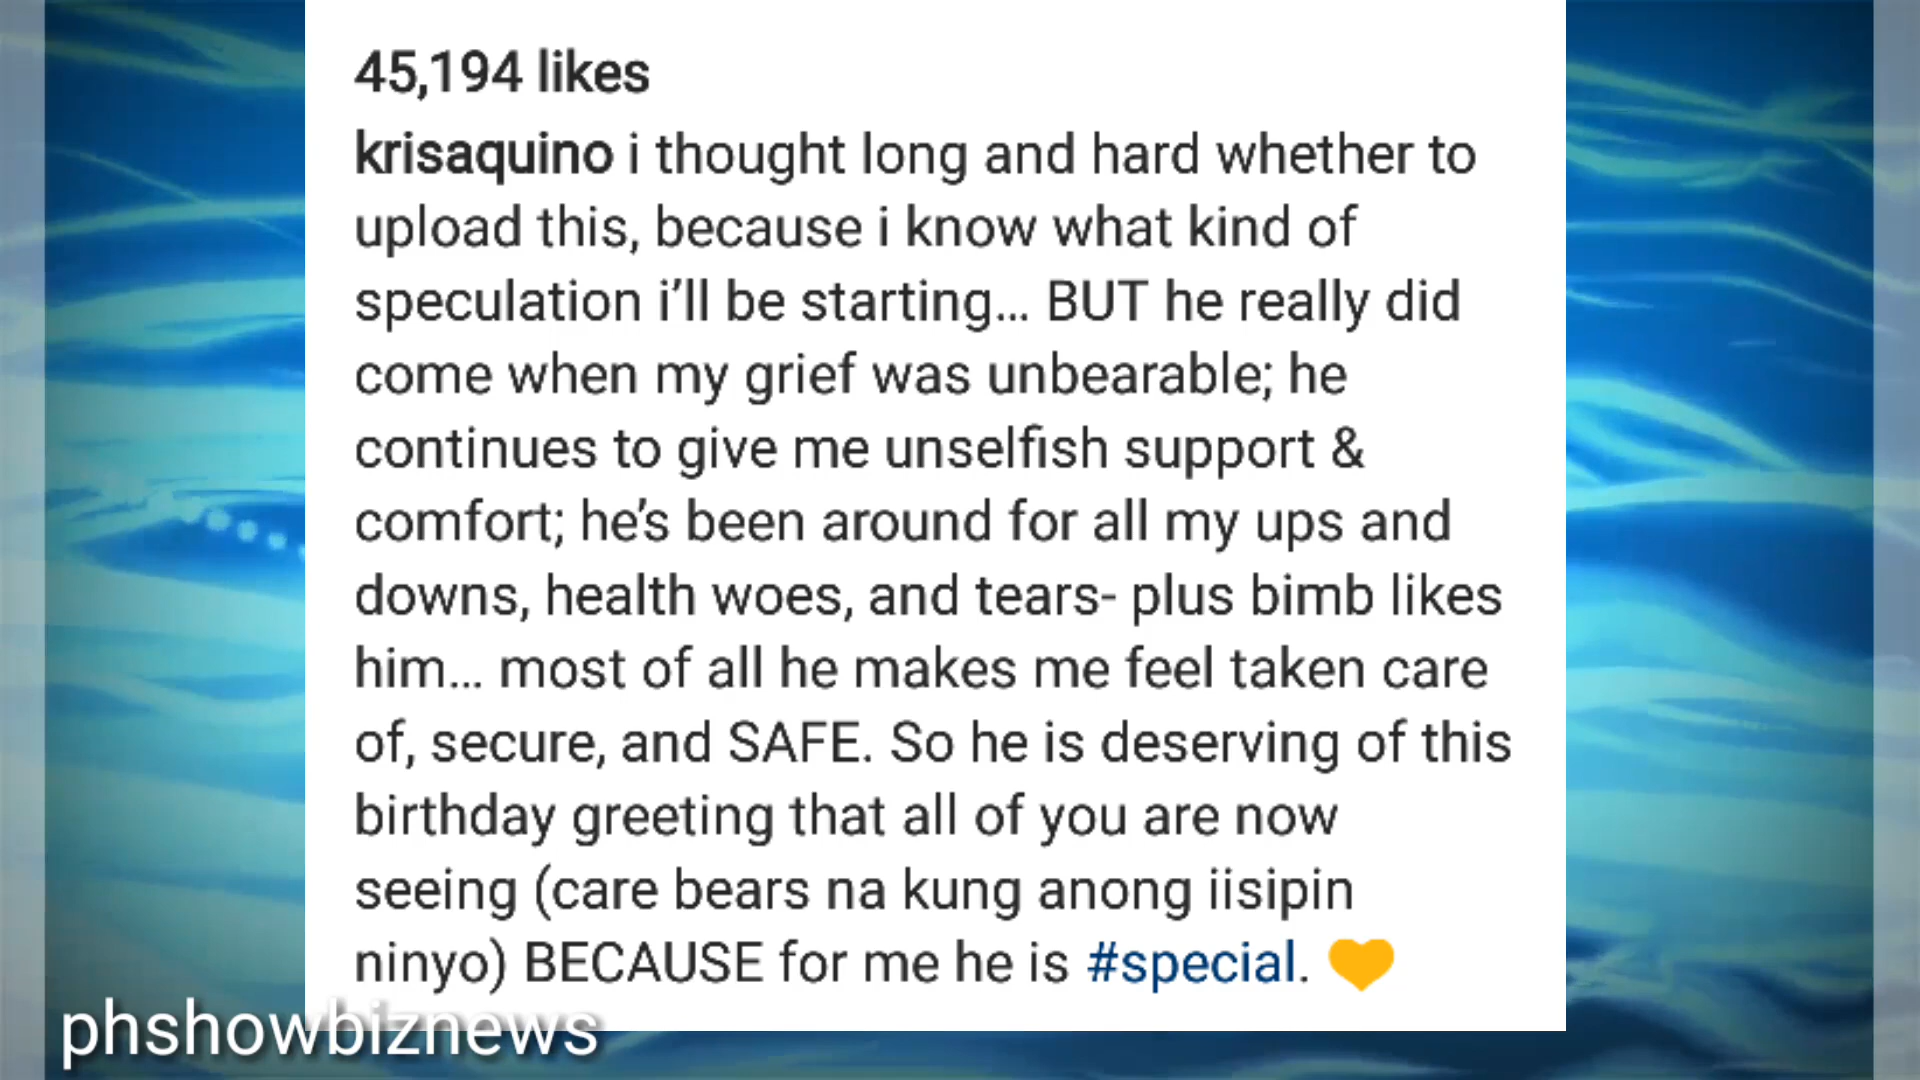 45,194 likes
krisaquino i thought long and hard whether to
upload this, because i know what kind of
speculation i’ll be starting… BUT he really did
come when my grief was unbearable; he
continues to give me unselfish support &
comfort; he’s been around for all my ups and
downs, health woes, and tears- plus bimb likes
him… most of all he makes me feel taken care
of, secure, and SAFE. So he is deserving of this
birthday greeting that all of you are now
seeing (care bears na kung anong iisipin
ninyo) BECAUSE for me he is #special. 💛
phshowbiznews